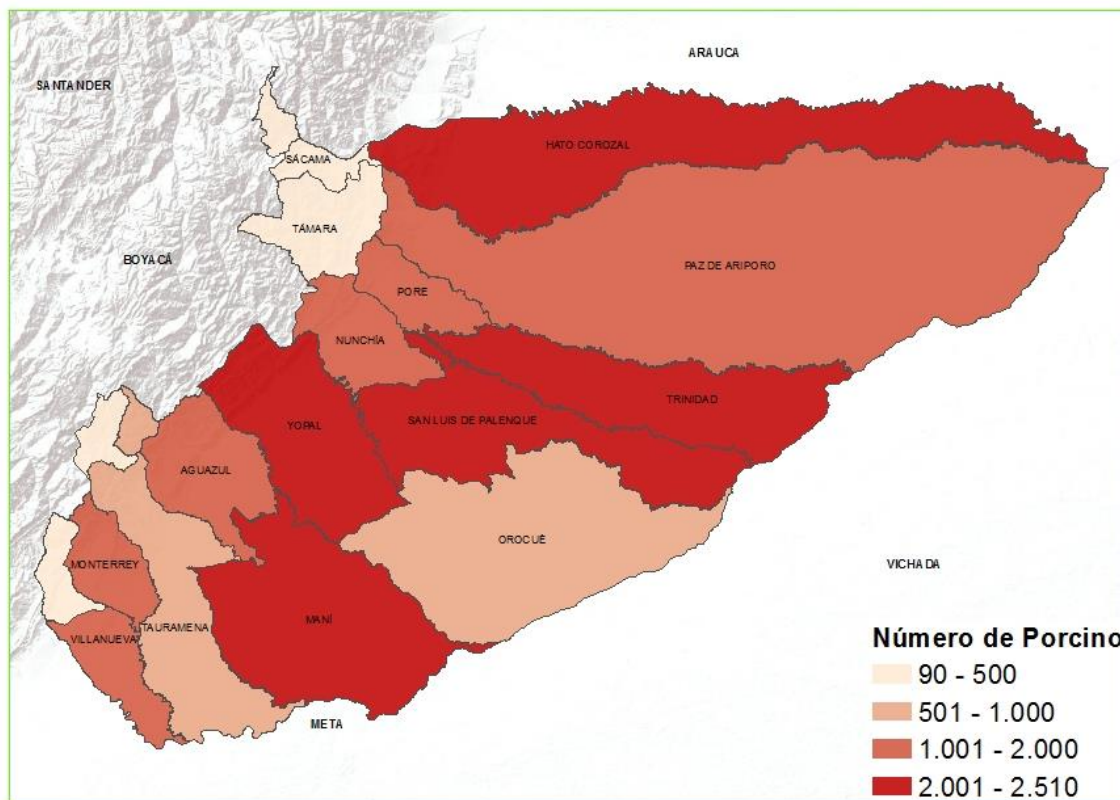 ARAUCA
SANTANDER
HATO COROZAL
SÁCAMA
TÁMARA
BOYACÁ
PAZ DE ARIPORO
PORE
NUNCHÍA
TRINIDAD
SAN LUIS DE PALENQUE
YOPAL
AGUAZUL
OROCUÉ
VICHADA
MONTERREY
MANÍ
TAURAMENA
VILLANUEVA
META
Número de Porcino
90 - 500
501 - 1.000
1.001 - 2.000
2.001 - 2.510